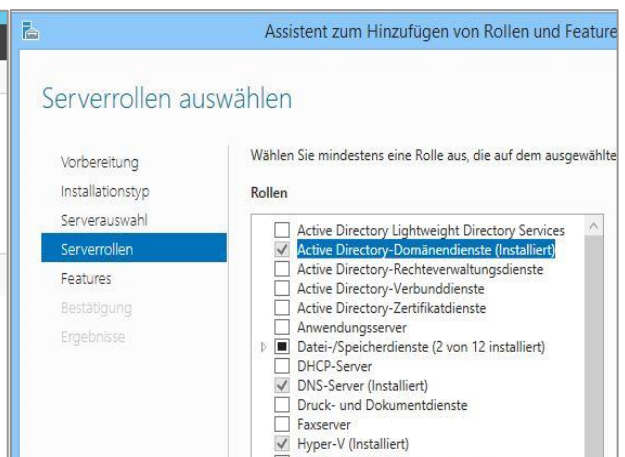 Assistent zum Hinzufügen von Rollen und Feature
Serverrollen auswählen
Vorbereitung
Installationstyp
Serverauswahl
Serverrollen
Features
Bestätigung
Ergebnisse
Wählen Sie mindestens eine Rolle aus, die auf dem ausgewählte
Rollen
Active Directory Lightweight Directory Services
Active Directory-Domänendienste (Installiert)
Active Directory-Rechteverwaltungsdienste
Active Directory-Verbunddienste
Active Directory-Zertifikatdienste
Anwendungsserver
Datei-/Speicherdienste (2 von 12 installiert)
DHCP-Server
DNS-Server (Installiert)
Druck- und Dokumentdienste
Faxserver
Hyper-V (Installiert)